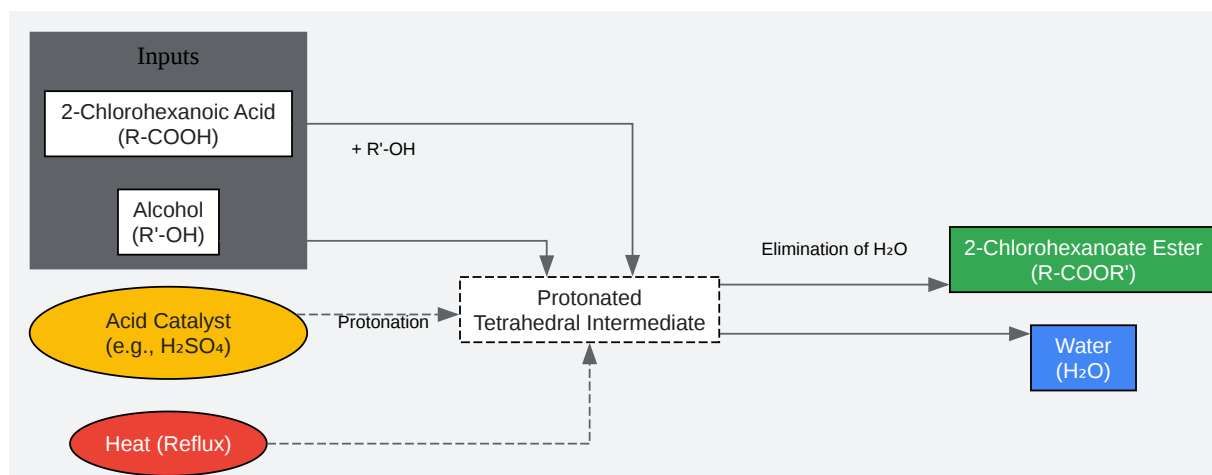 Inputs
2-Chlorohexanoic Acid
(R-COOH)
+ R'-OH
Alcohol
(R'-OH)
Acid Catalyst
(e.g., H₂SO₄)
Protonation
Heat (Reflux)
Protonated
Tetrahedral Intermediate
Elimination of H₂O
2-Chlorohexanoate Ester
(R-COOR')
Water
(H₂O)